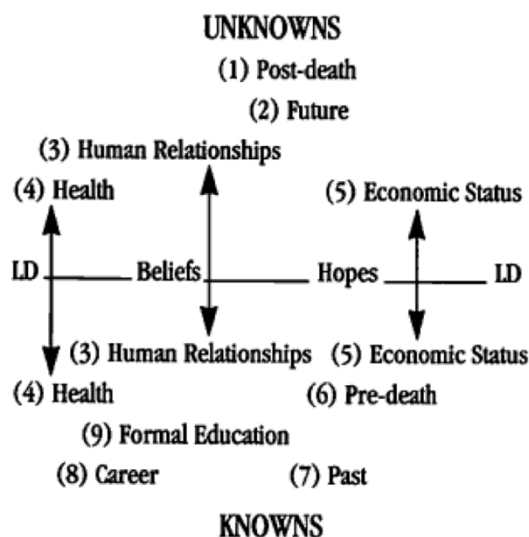 UNKNOWNS
(1) Post-death
(2) Future
(3) Human Relationships
(4) Health
(5) Economic Status
LD Beliefs Hopes LD
(3) Human Relationships (5) Economic Status
(4) Health (6) Pre-death
(9) Formal Education
(8) Career (7) Past
KNOWNS